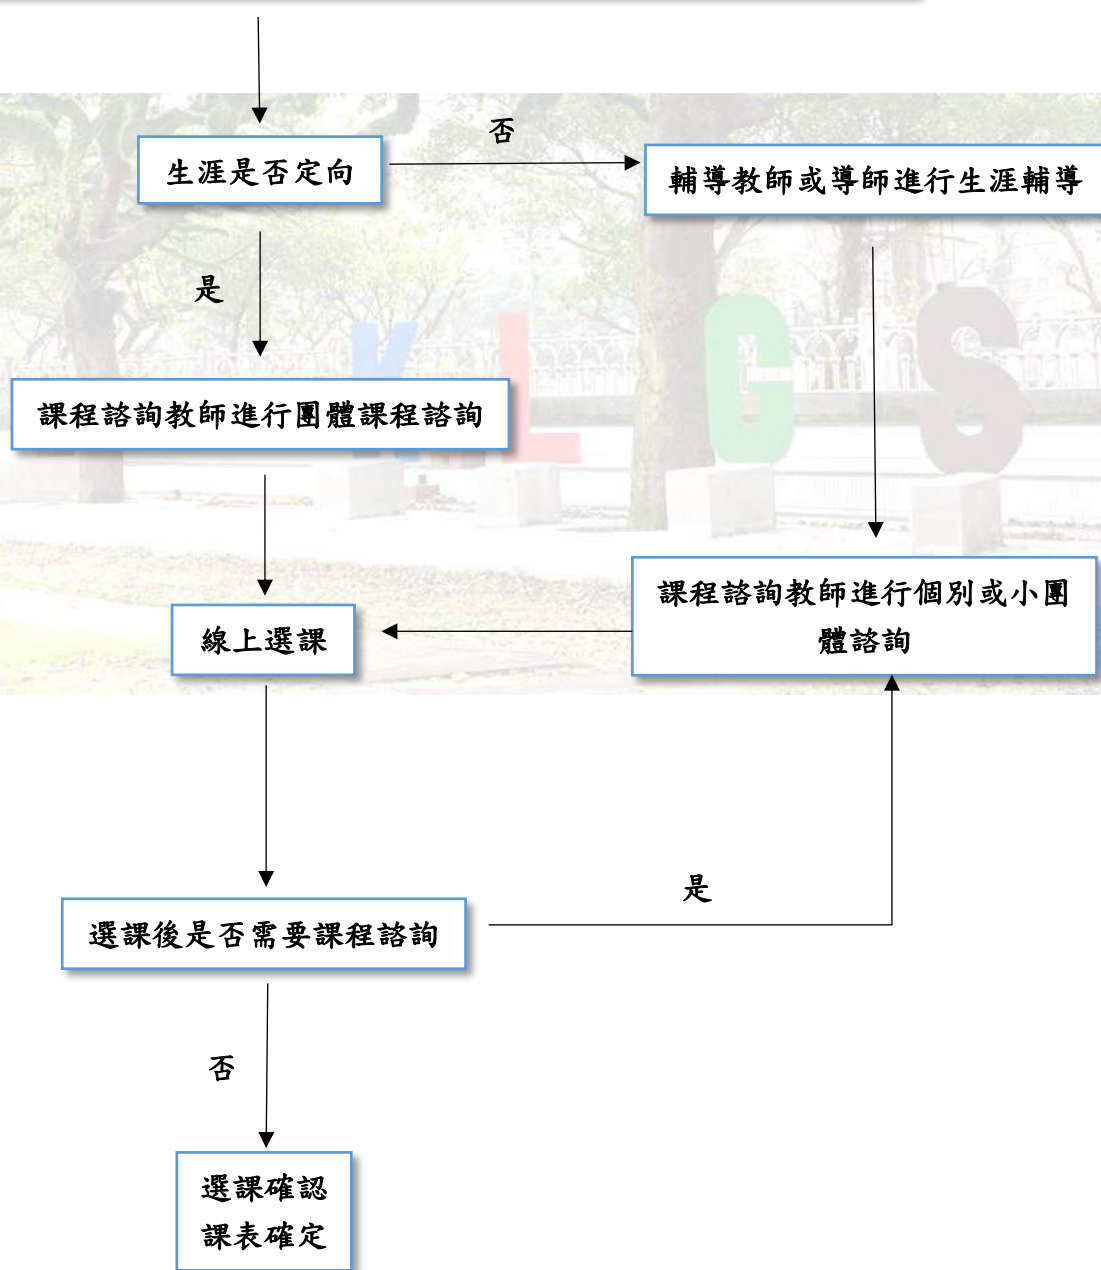 生涯是否定向
否
輔導教師或導師進行生涯輔導
是
課程諮詢教師進行團體課程諮詢
K L G S
課程諮詢教師進行個別或小團
體諮詢
線上選課
選課後是否需要課程諮詢
是
否
選課確認
課表確定